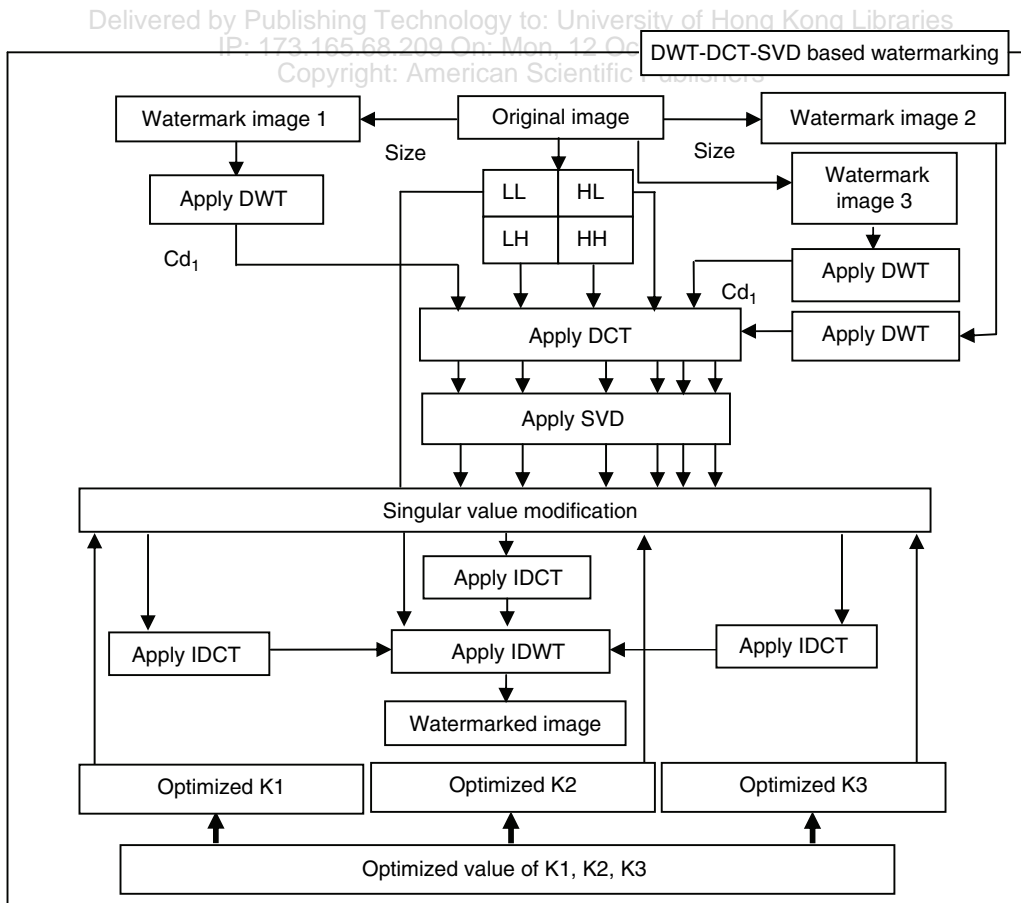 Delivered by Publishing Technology to: University of Hong Kong Libraries
IP: 173.165.68.209 On: Mon, 12 Oc
DWT-DCT-SVD based watermarking
Copyright: American Scientific Publishers
Watermark image 1
Original image
Watermark image 2
Size
Size
Apply DWT
LL
HL
Watermark
image 3
LH
HH
Cd₁
Apply DWT
Cd₁
Apply DCT
Apply DWT
Apply SVD
Singular value modification
Apply IDCT
Apply IDCT
Apply IDWT
Apply IDCT
Watermarked image
Optimized K1
Optimized K2
Optimized K3
Optimized value of K1, K2, K3